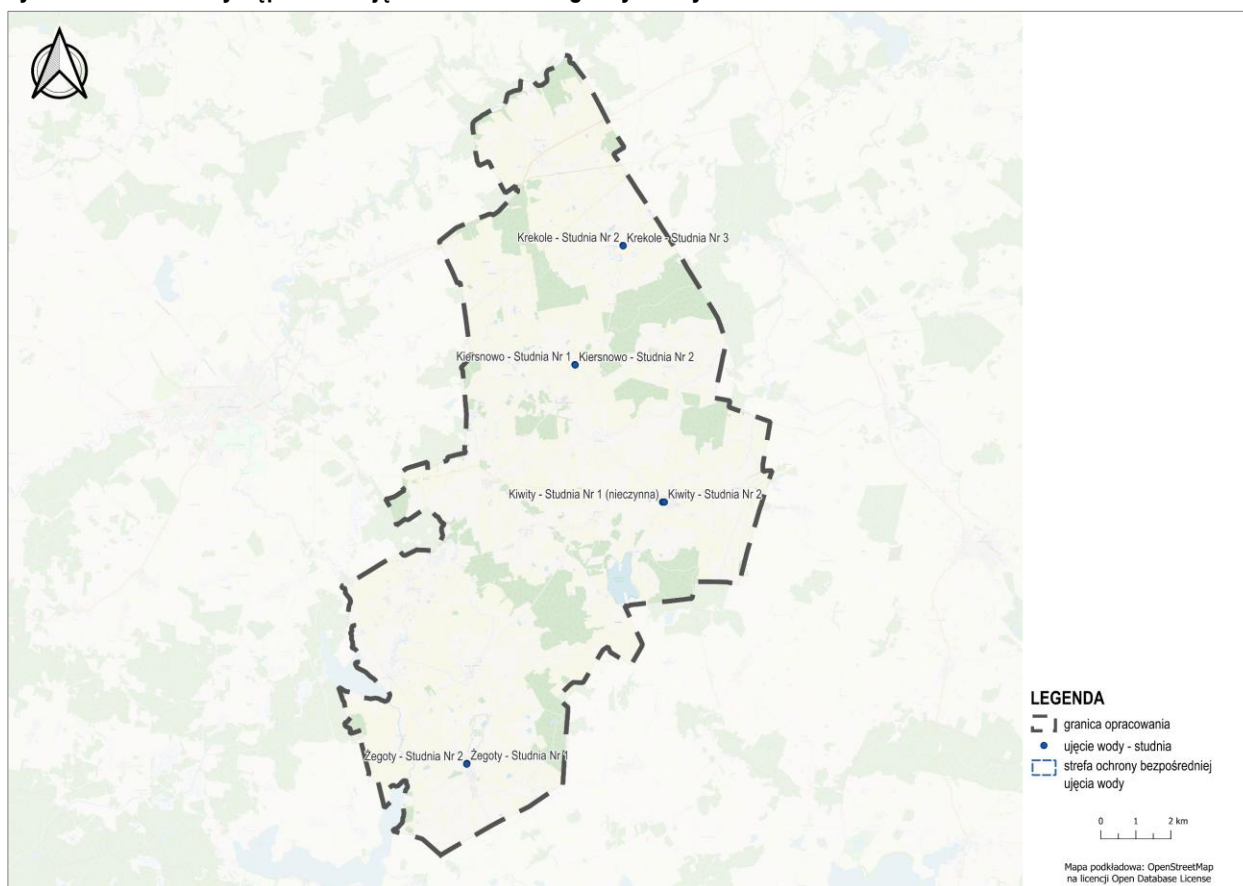 Krekole - Studnia Nr 2 Krekole - Studnia Nr 3
Kiersnowo - Studnia Nr 1 Kiersnowo - Studnia Nr 2
Kiwity - Studnia Nr 1 (nieczynna) Kiwity - Studnia Nr 2
Żegoty - Studnia Nr 2 Żegoty - Studnia Nr 1
LEGENDA
granica opracowania
ujęcie wody - studnia
strefa ochrony bezpośredniej
ujęcia wody
0 1 2 km
Mapa podkładowa: OpenStreetMap
na licencji Open Database License